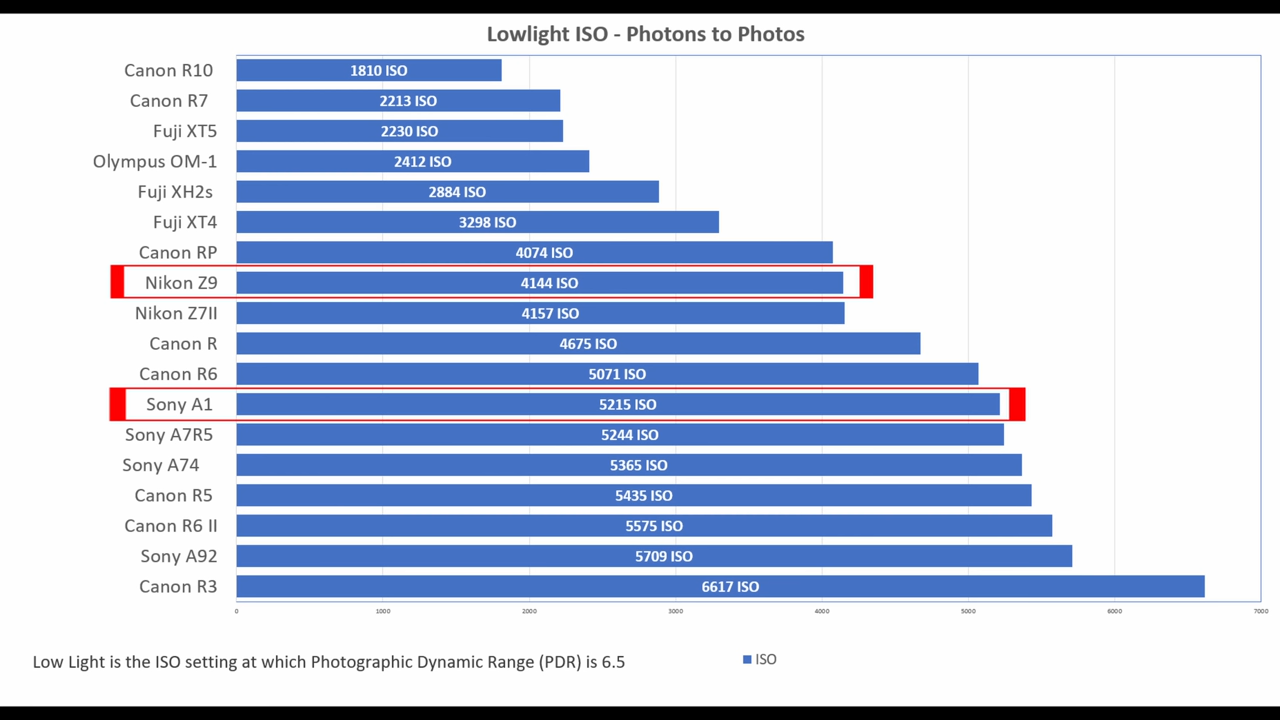 Lowlight ISO - Photons to Photos
Canon R10 1810 ISO
Canon R7 2213 ISO
Fuji XT5 2230 ISO
Olympus OM-1 2412 ISO
Fuji XH2s 2884 ISO
Fuji XT4 3298 ISO
Canon RP 4074 ISO
Nikon Z9 4144 ISO
Nikon Z7II 4157 ISO
Canon R 4675 ISO
Canon R6 5071 ISO
Sony A1 5215 ISO
Sony A7R5 5244 ISO
Sony A74 5365 ISO
Canon R5 5435 ISO
Canon R6 II 5575 ISO
Sony A92 5709 ISO
Canon R3 6617 ISO
0 1000 2000 3000 4000 5000 6000 7000
Low Light is the ISO setting at which Photographic Dynamic Range (PDR) is 6.5
ISO